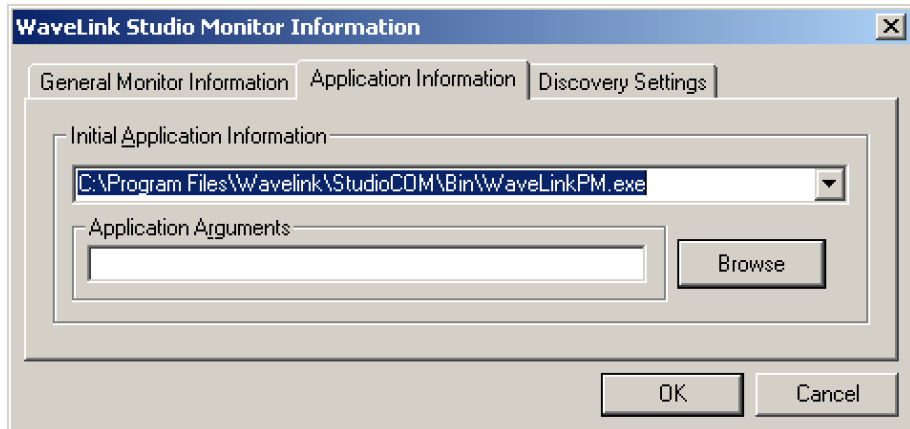 WaveLink Studio Monitor Information
General Monitor Information Application Information Discovery Settings
Initial Application Information
C:\Program Files\Wavelink\StudioCOM\Bin\WaveLinkPM.exe
Application Arguments
Browse
OK Cancel